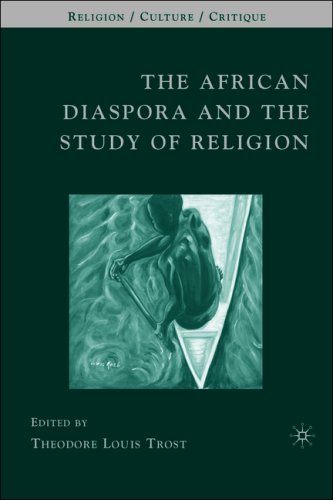 RELIGION / CULTURE / CRITIQUE
THE AFRICAN
DIASPORA AND THE
STUDY OF RELIGION
EDITED BY
THEODORE LOUIS TROST